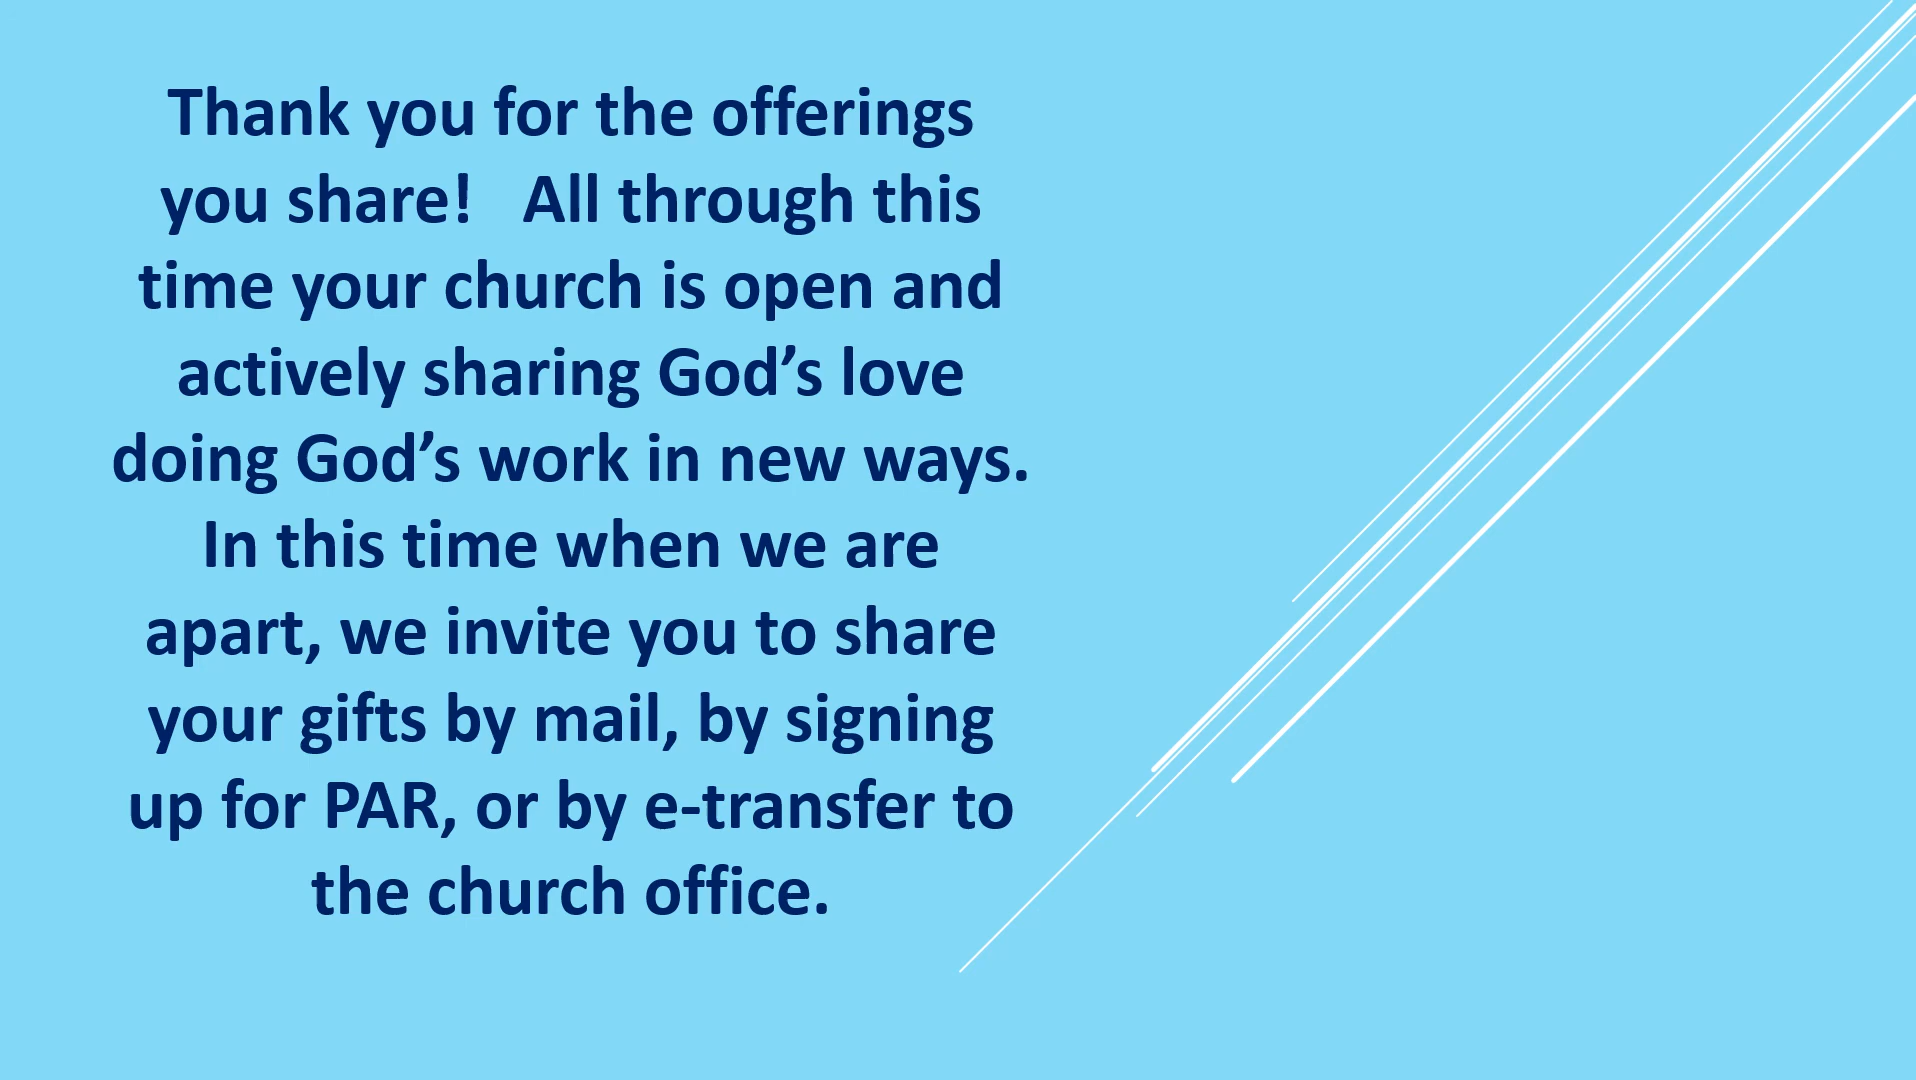 Thank you for the offerings
you share!   All through this
time your church is open and
actively sharing God’s love
doing God’s work in new ways.
In this time when we are
apart, we invite you to share
your gifts by mail, by signing
up for PAR, or by e-transfer to
the church office.